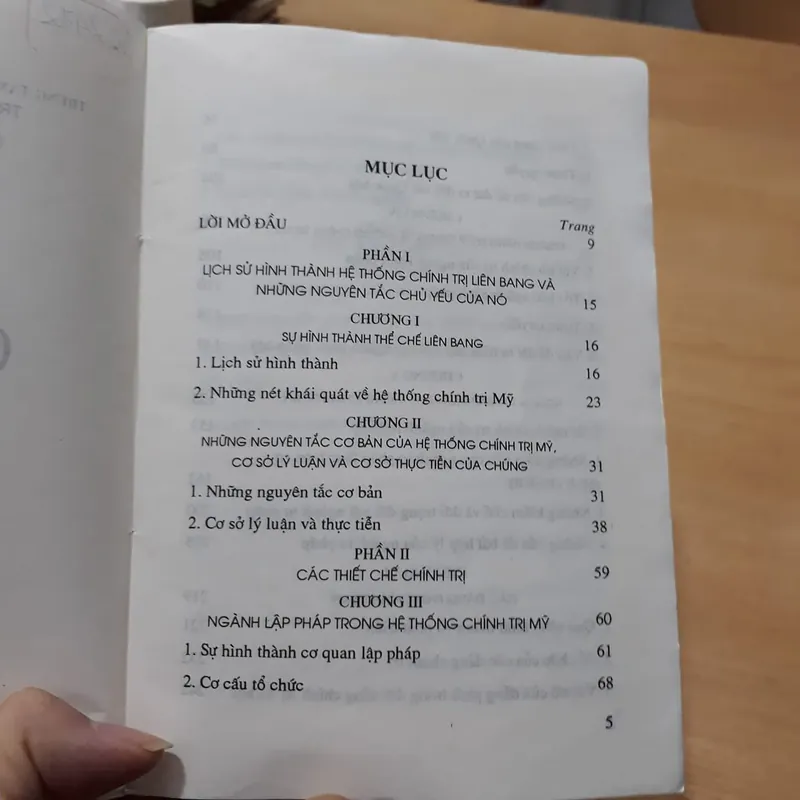 MỤC LỤC
Trang
LỜI MỞ ĐẦU 9
PHẦN I
LỊCH SỬ HÌNH THÀNH HỆ THỐNG CHÍNH TRỊ LIÊN BANG VÀ
NHỮNG NGUYÊN TẮC CHỦ YẾU CỦA NÓ 15
CHƯƠNG I
SỰ HÌNH THÀNH THỂ CHẾ LIÊN BANG 16
1. Lịch sử hình thành 16
2. Những nét khái quát về hệ thống chính trị Mỹ 23
CHƯƠNG II
NHỮNG NGUYÊN TẮC CƠ BẢN CỦA HỆ THỐNG CHÍNH TRỊ MỸ,
CƠ SỞ LÝ LUẬN VÀ CƠ SỞ THỰC TIỄN CỦA CHÚNG 31
1. Những nguyên tắc cơ bản 31
2. Cơ sở lý luận và thực tiễn 38
PHẦN II
CÁC THIẾT CHẾ CHÍNH TRỊ 59
CHƯƠNG III
NGÀNH LẬP PHÁP TRONG HỆ THỐNG CHÍNH TRỊ MỸ 60
1. Sự hình thành cơ quan lập pháp 61
2. Cơ cấu tổ chức 68
5